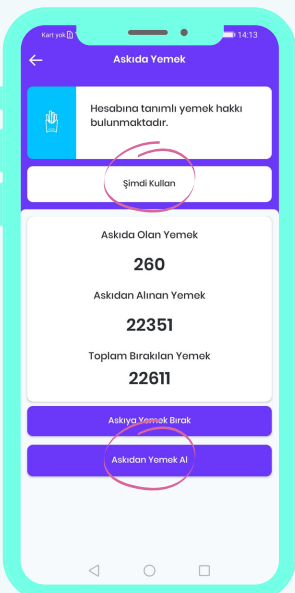 Kart yok
14:13
Askıda Yemek
Hesabına tanımlı yemek hakkı
bulunmaktadır.
Şimdi Kullan
Askıda Olan Yemek
260
Askıdan Alınan Yemek
22351
Toplam Bırakılan Yemek
22611
Askıya Yemek Bırak
Askıdan Yemek Al